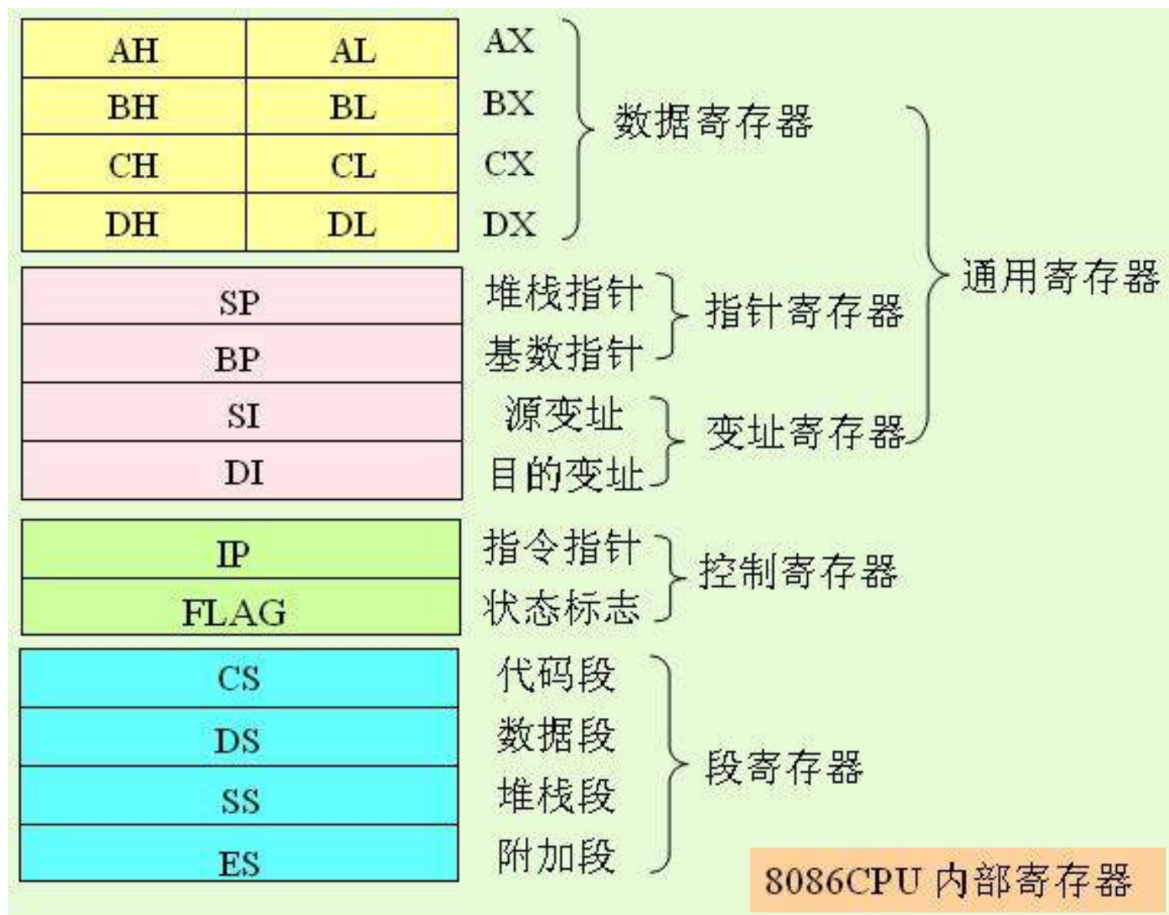 AH AL AX
BH BL BX
数据寄存器
CH CL CX
DH DL DX
通用寄存器
SP 堆栈指针
指针寄存器
BP 基数指针
SI 源变址
变址寄存器
DI 目的变址
IP 指令指针
控制寄存器
FLAG 状态标志
CS 代码段
DS 数据段
段寄存器
SS 堆栈段
ES 附加段
8086CPU 内部寄存器